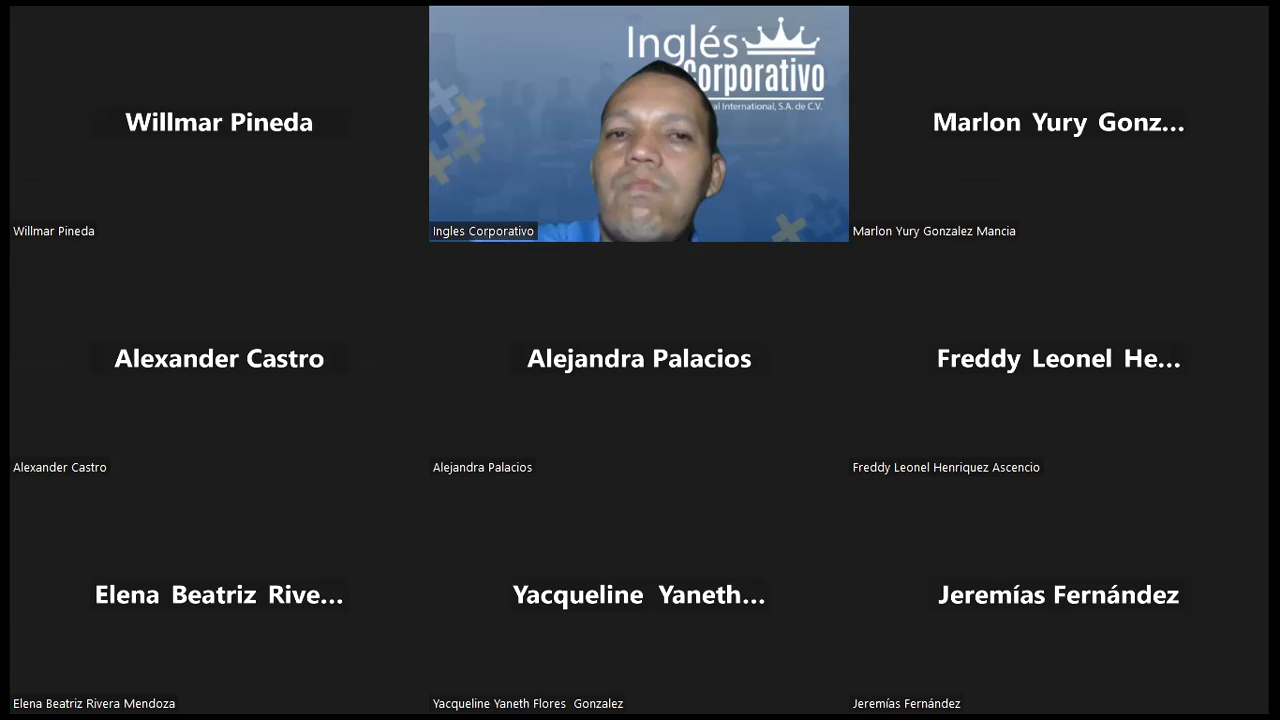 Willmar Pineda
Willmar Pineda
Inglés
Corporativo
al International, S.A. de C.V.
Ingles Corporativo
Marlon Yury Gonz...
Marlon Yury Gonzalez Mancia
Alexander Castro
Alexander Castro
Alejandra Palacios
Alejandra Palacios
Freddy Leonel He...
Freddy Leonel Henriquez Ascencio
Elena Beatriz Rive...
Elena Beatriz Rivera Mendoza
Yacqueline Yaneth...
Yacqueline Yaneth Flores Gonzalez
Jeremías Fernández
Jeremías Fernández